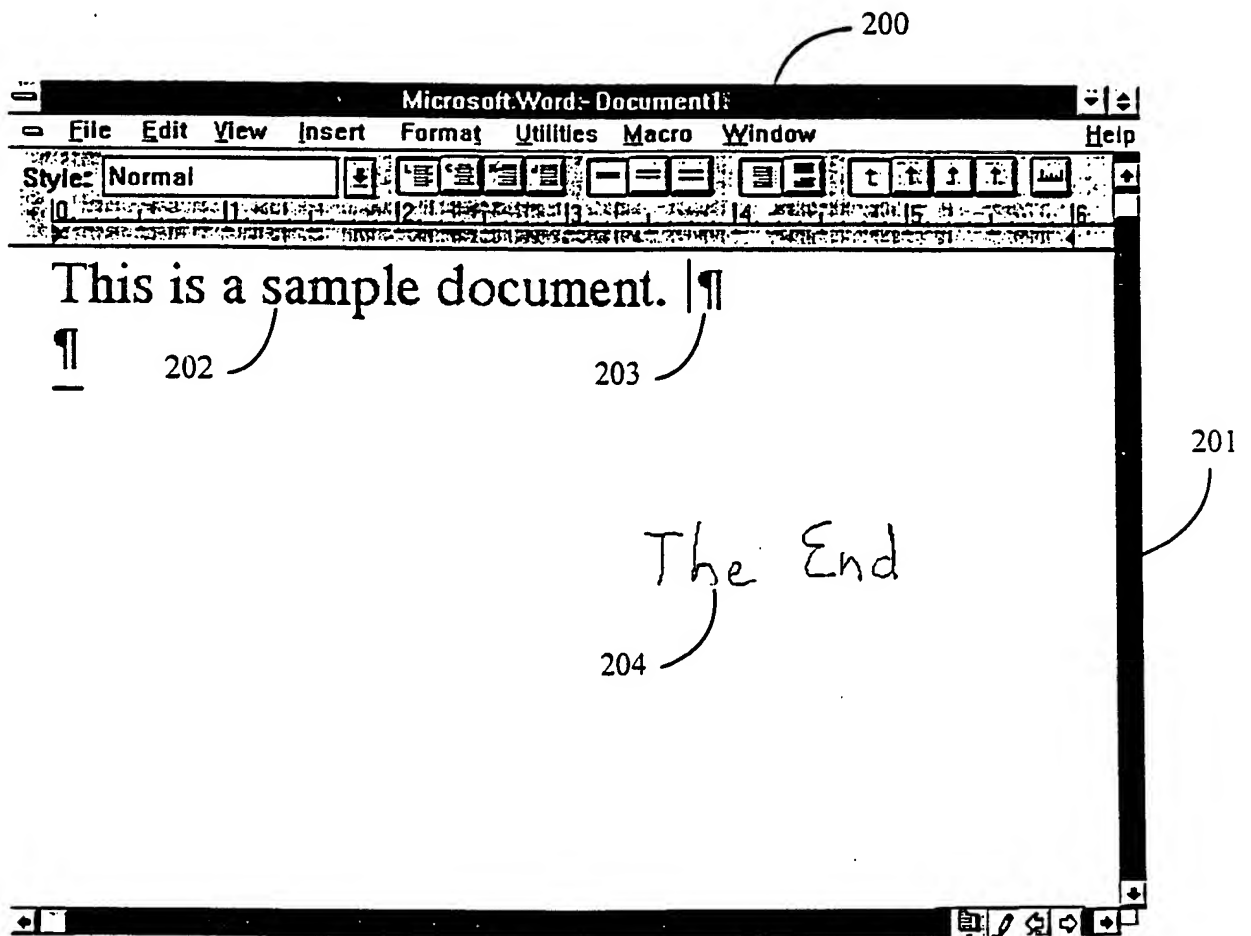 200
Microsoft Word - Document1
File Edit View Insert Format Utilities Macro Window Help
Style: Normal
0 1 2 3 4 5 6
This is a sample document. ¶
¶
202
203
201
The End
204